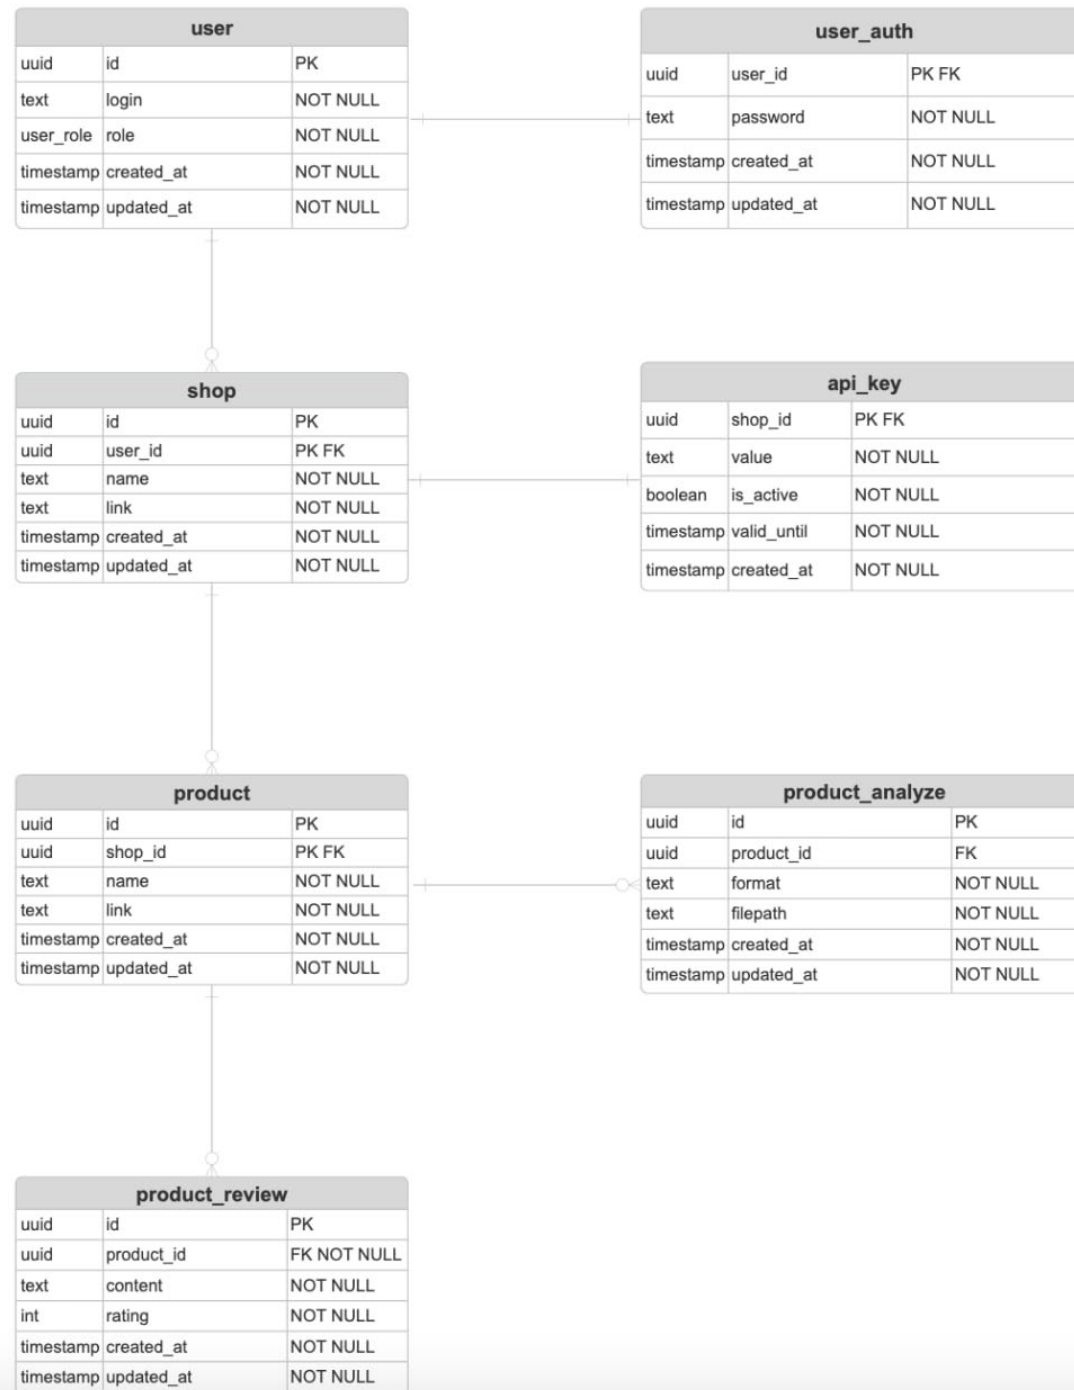 user
uuid id PK
text login NOT NULL
user_role role NOT NULL
timestamp created_at NOT NULL
timestamp updated_at NOT NULL
user_auth
uuid user_id PK FK
text password NOT NULL
timestamp created_at NOT NULL
timestamp updated_at NOT NULL
shop
uuid id PK
uuid user_id PK FK
text name NOT NULL
text link NOT NULL
timestamp created_at NOT NULL
timestamp updated_at NOT NULL
api_key
uuid shop_id PK FK
text value NOT NULL
boolean is_active NOT NULL
timestamp valid_until NOT NULL
timestamp created_at NOT NULL
product
uuid id PK
uuid shop_id PK FK
text name NOT NULL
text link NOT NULL
timestamp created_at NOT NULL
timestamp updated_at NOT NULL
product_analyze
uuid id PK
uuid product_id FK
text format NOT NULL
text filepath NOT NULL
timestamp created_at NOT NULL
timestamp updated_at NOT NULL
product_review
uuid id PK
uuid product_id FK NOT NULL
text content NOT NULL
int rating NOT NULL
timestamp created_at NOT NULL
timestamp updated_at NOT NULL